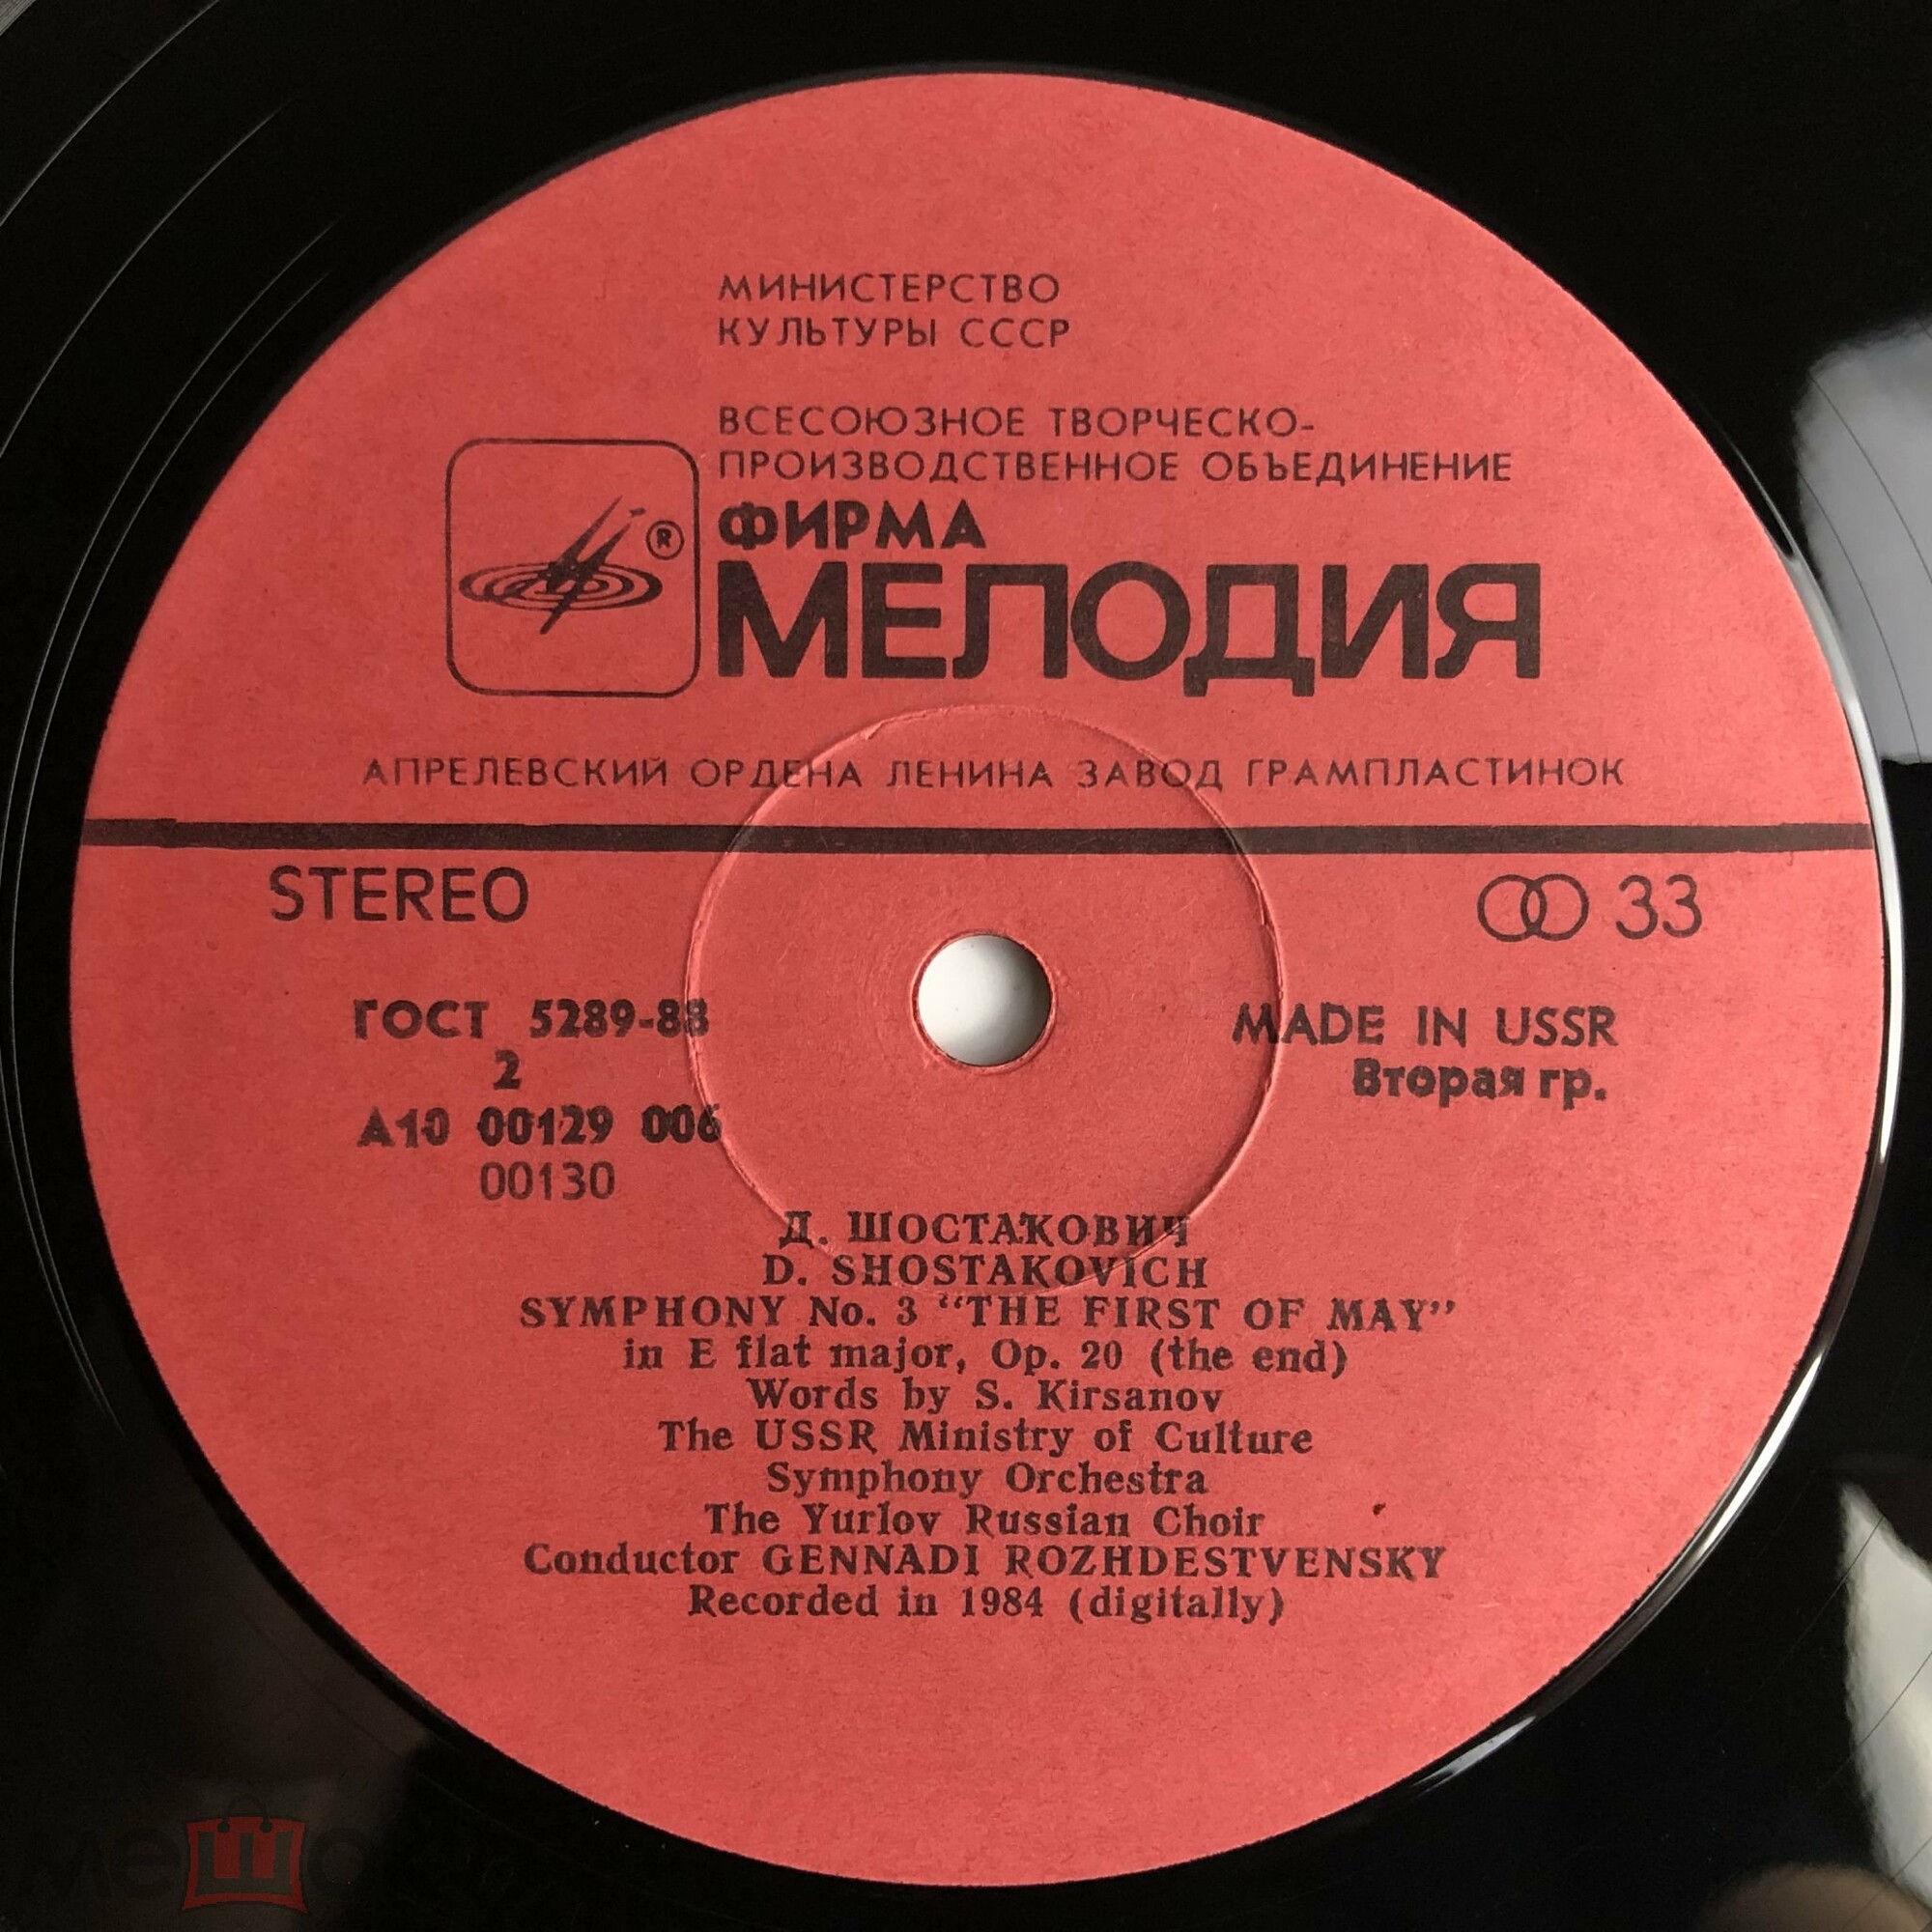 МИНИСТЕРСТВО
КУЛЬТУРЫ СССР
ВСЕСОЮЗНОЕ ТВОРЧЕСКО-
ПРОИЗВОДСТВЕННОЕ ОБЪЕДИНЕНИЕ
ФИРМА
®
МЕЛОДИЯ
АПРЕЛЕВСКИЙ ОРДЕНА ЛЕНИНА ЗАВОД ГРАМПЛАСТИНОК
STEREO
33
ГОСТ 5289-88
MADE IN USSR
2
Вторая гр.
А10 00129 006
00130
Д. ШОСТАКОВИЧ
D. SHOSTAKOVICH
SYMPHONY No. 3 “THE FIRST OF MAY”
in E flat major, Op. 20 (the end)
Words by S. Kirsanov
The USSR Ministry of Culture
Symphony Orchestra
The Yurlov Russian Choir
Conductor GENNADI ROZHDESTVENSKY
Recorded in 1984 (digitally)
мешок